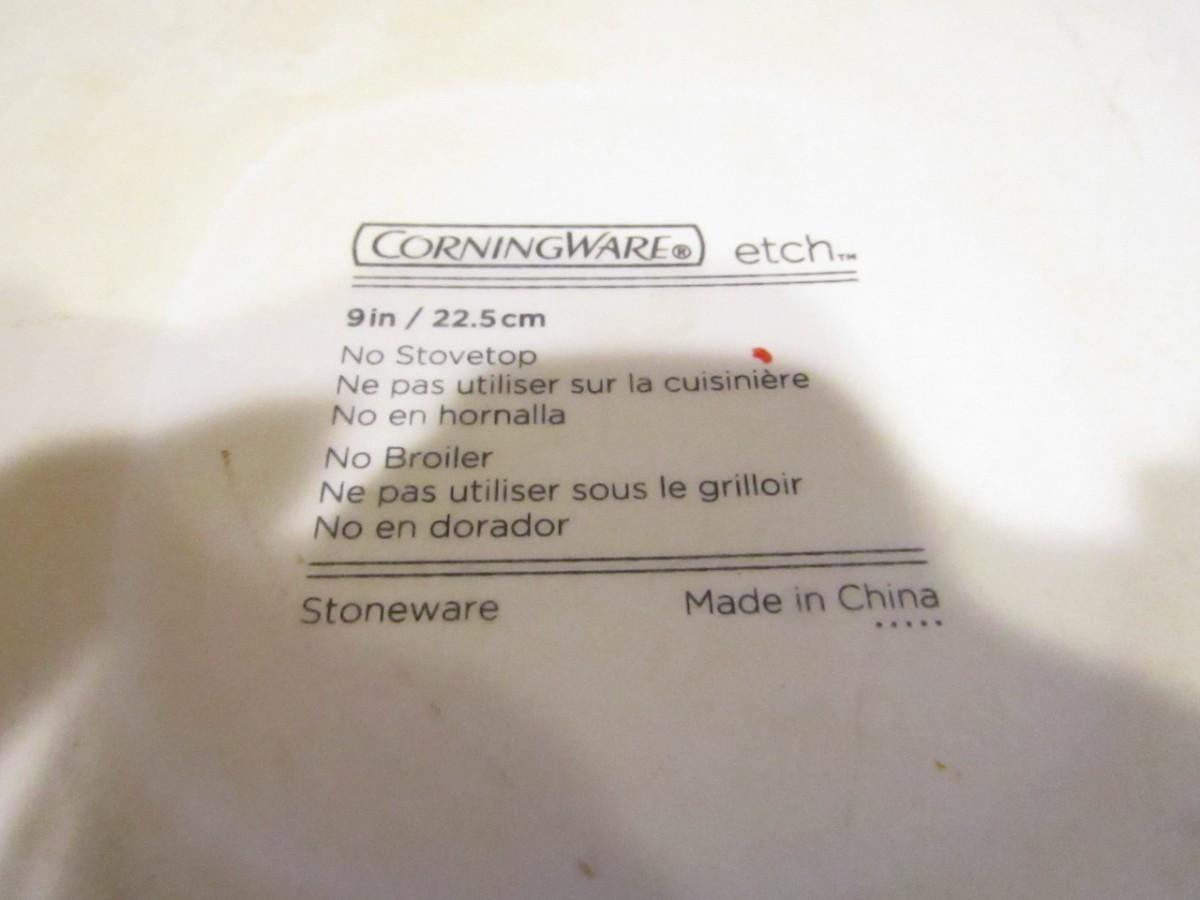 CORNINGWARE® etch™
9in / 22.5cm
No Stovetop
Ne pas utiliser sur la cuisinière
No en hornalla
No Broiler
Ne pas utiliser sous le grilloir
No en dorador
Stoneware Made in China